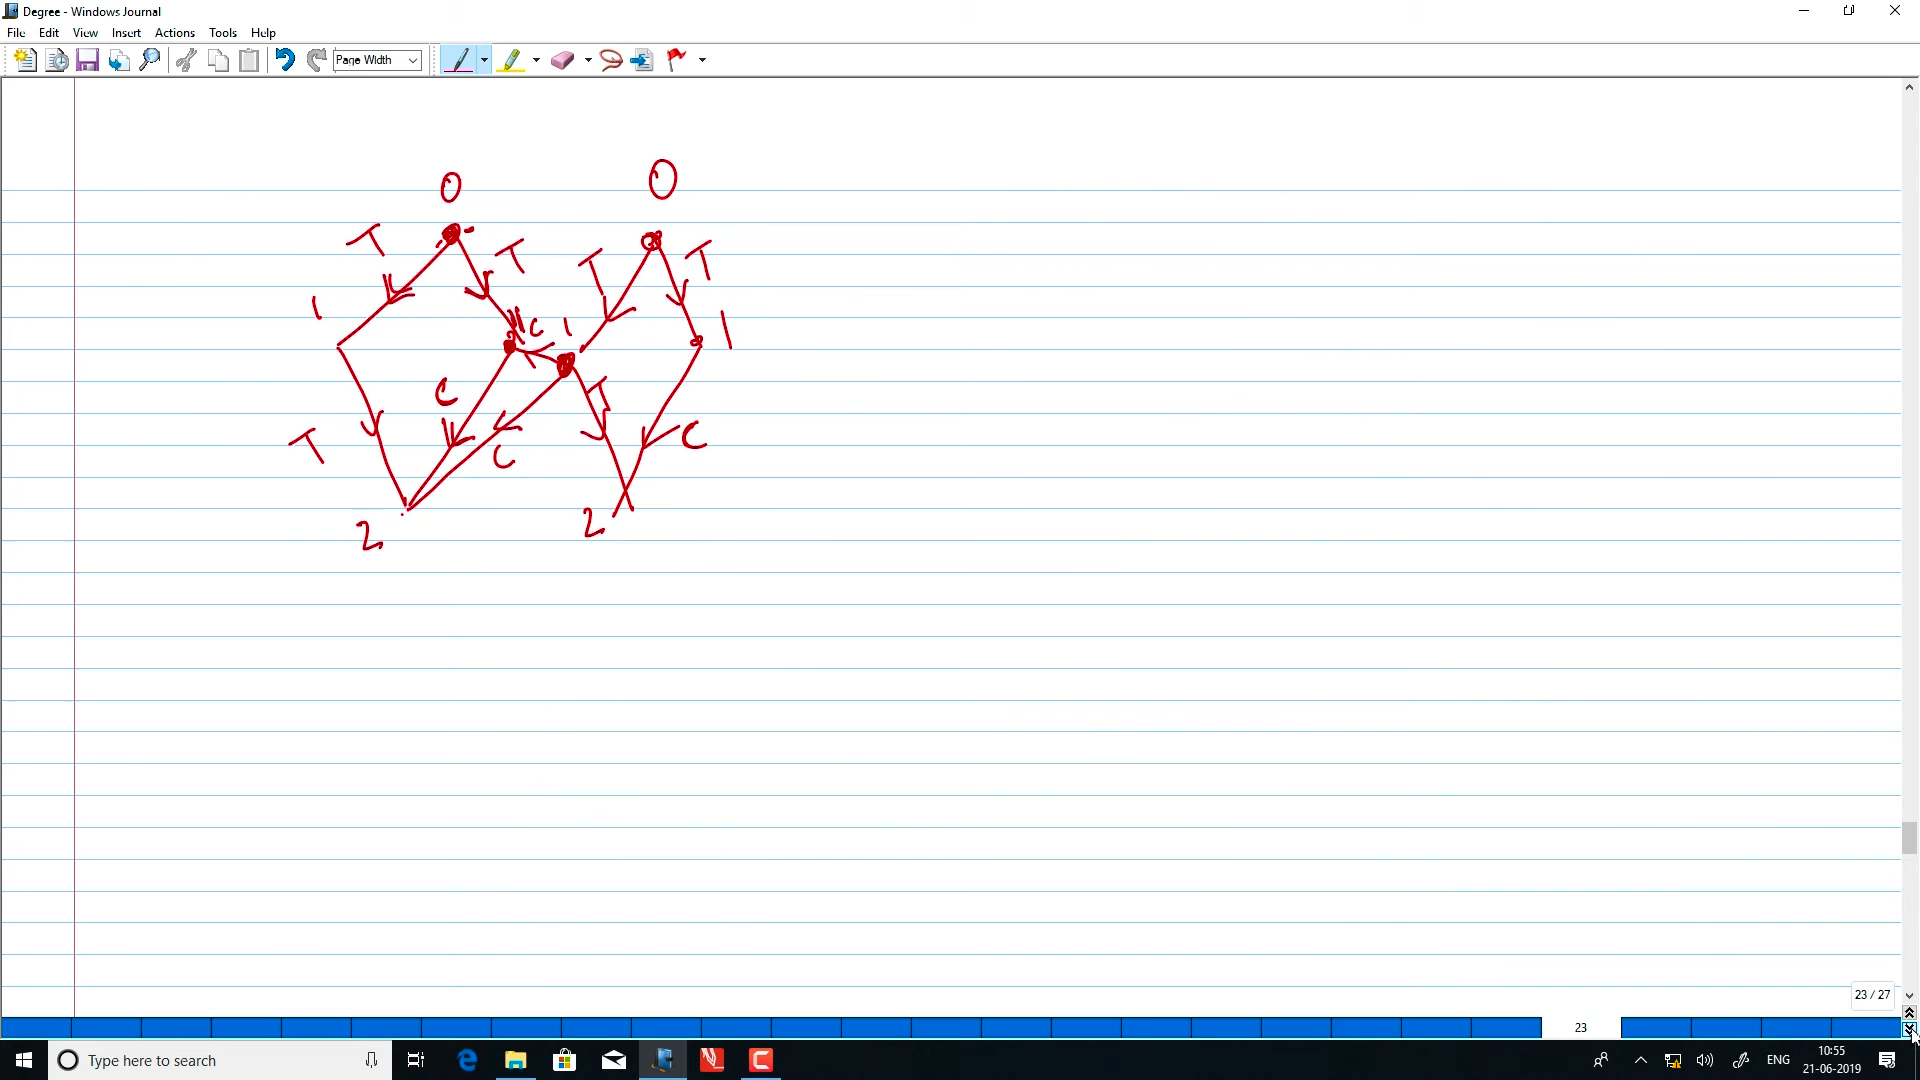 Degree - Windows Journal
File Edit View Insert Actions Tools Help
Page Width
0 0
T T T T
1 1 C 1 1
C T
T C C
2 2
23 / 27
23
Type here to search
ENG
10:55
21-06-2019